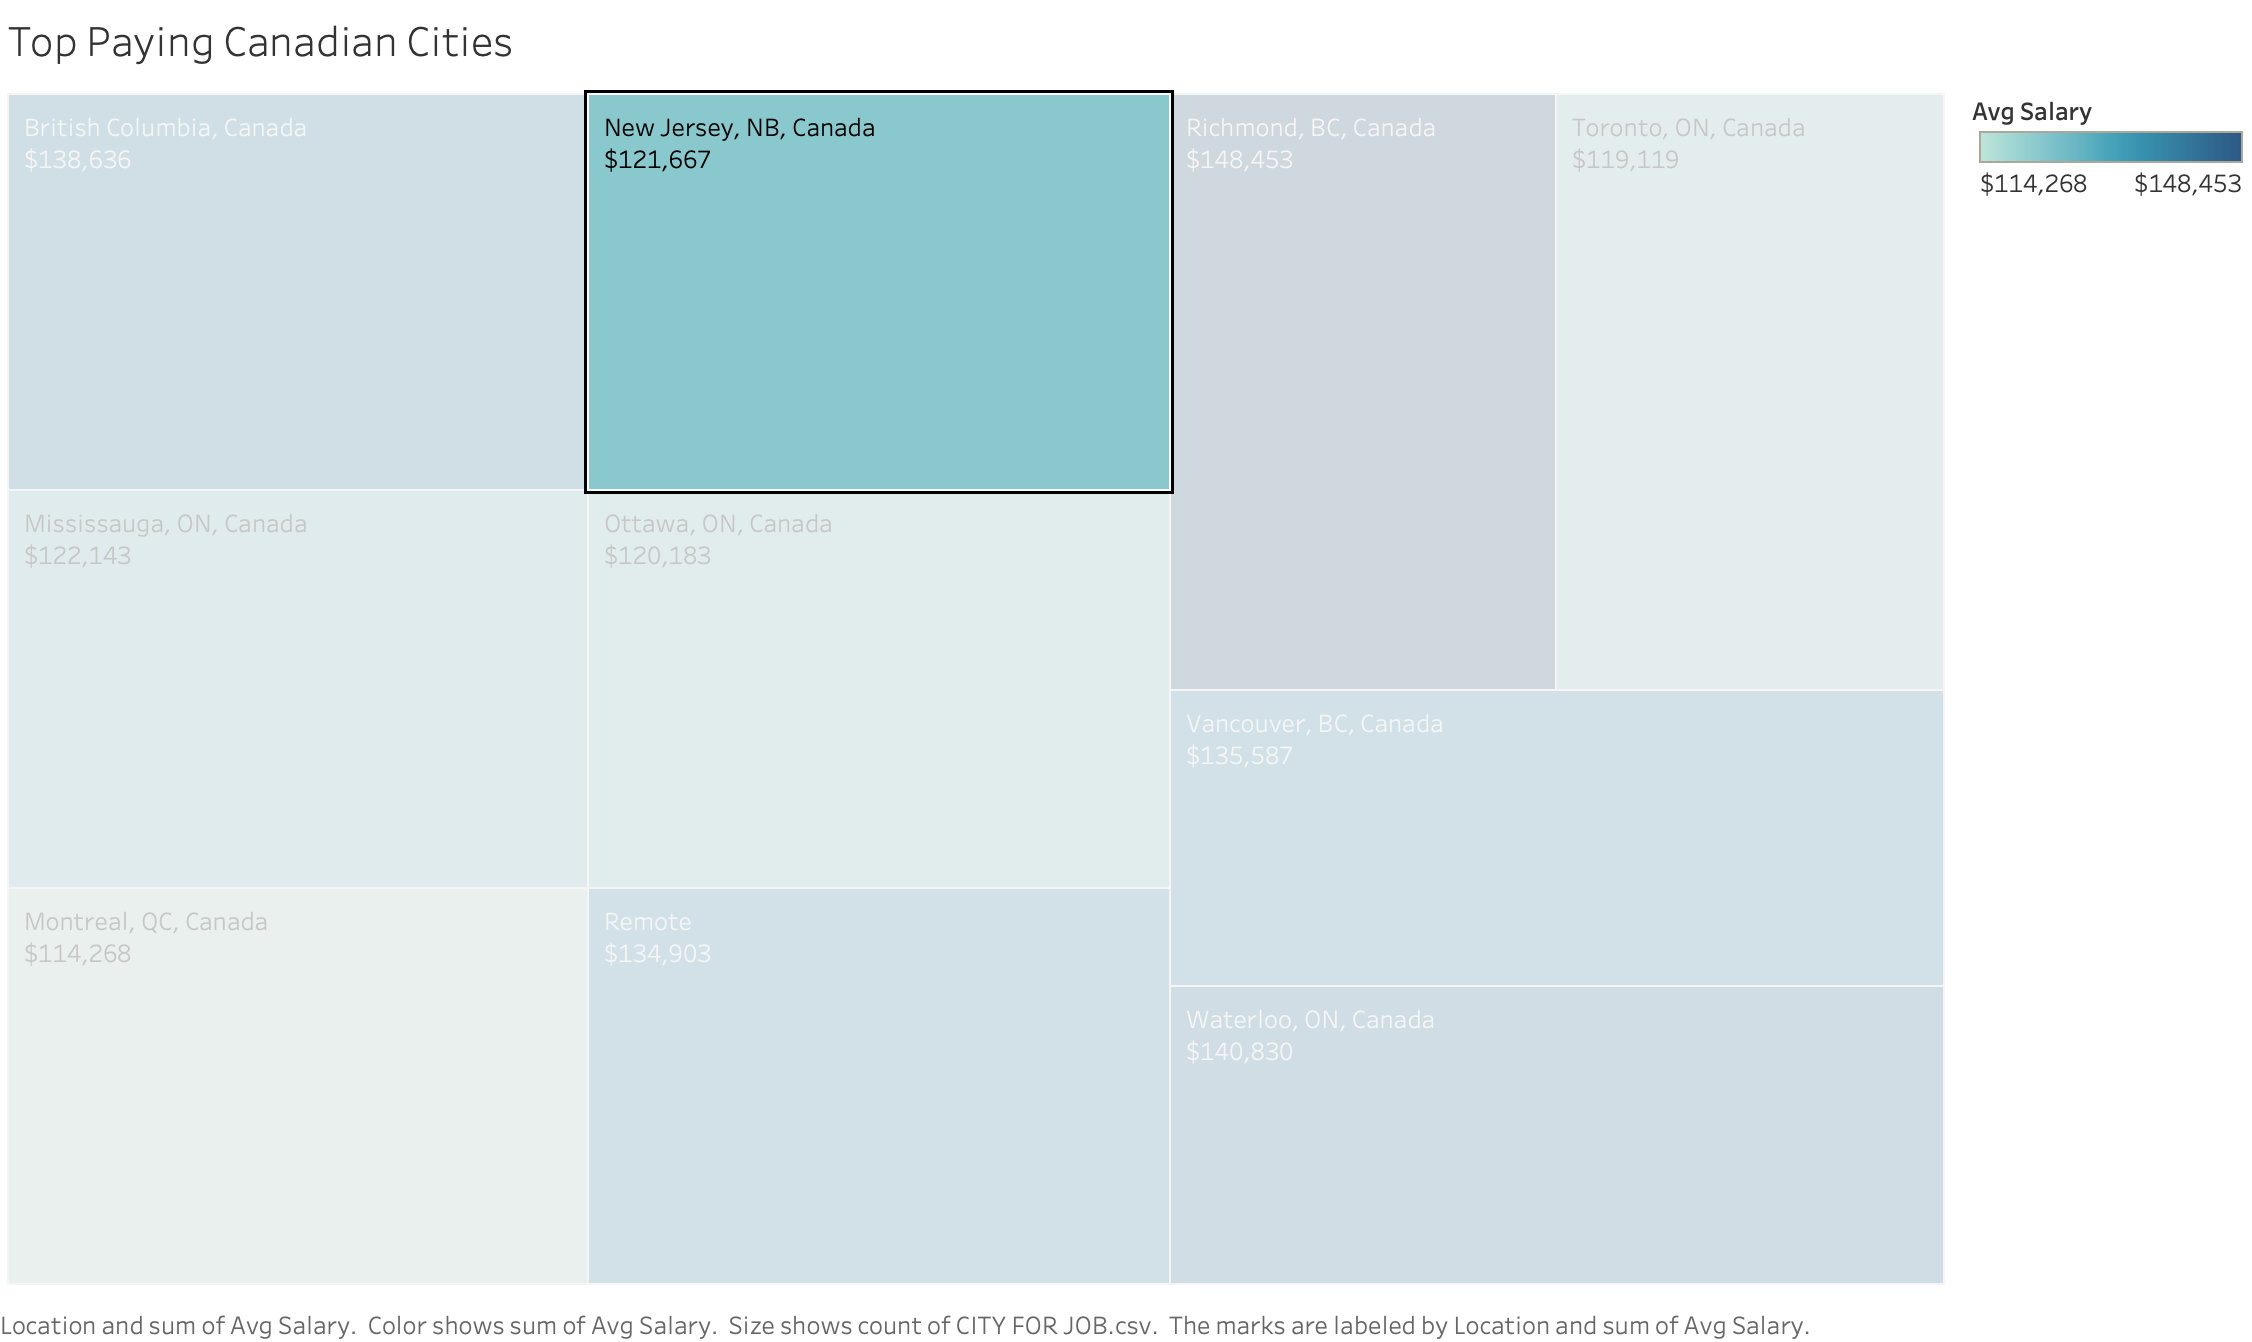 Top Paying Canadian Cities
British Columbia, Canada
$138,636
New Jersey, NB, Canada
$121,667
Richmond, BC, Canada
$148,453
Toronto, ON, Canada
$119,119
Avg Salary
$114,268 $148,453
Mississauga, ON, Canada
$122,143
Ottawa, ON, Canada
$120,183
Vancouver, BC, Canada
$135,587
Montreal, QC, Canada
$114,268
Remote
$134,903
Waterloo, ON, Canada
$140,830
Location and sum of Avg Salary. Color shows sum of Avg Salary. Size shows count of CITY FOR JOB.csv. The marks are labeled by Location and sum of Avg Salary.